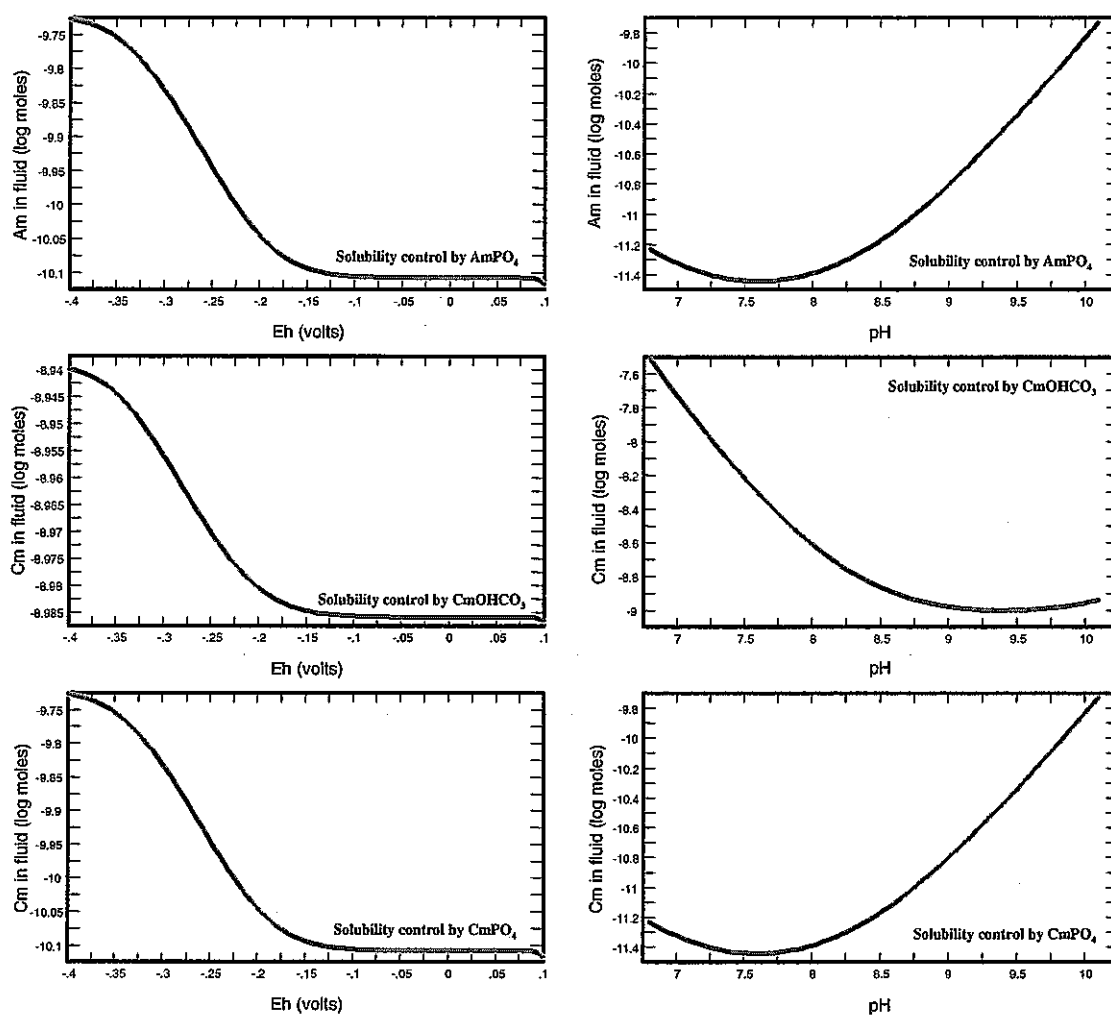 -9.75
-9.8
-9.85
-9.9
-9.95
-10
-10.05
-10.1
Am in fluid (log moles)
Solubility control by AmPO₄
-.4 -.35 -.3 -.25 -.2 -.15 -.1 -.05 0 .05 .1
Eh (volts)
-9.8
-10
-10.2
-10.4
-10.6
-10.8
-11
-11.2
-11.4
Am in fluid (log moles)
Solubility control by AmPO₄
7 7.5 8 8.5 9 9.5 10
pH
-8.94
-8.945
-8.95
-8.955
-8.96
-8.965
-8.97
-8.975
-8.98
-8.985
Cm in fluid (log moles)
Solubility control by CmOHCO₃
-.4 -.35 -.3 -.25 -.2 -.15 -.1 -.05 0 .05 .1
Eh (volts)
Solubility control by CmOHCO₃
-7.6
-7.8
-8
-8.2
-8.4
-8.6
-8.8
-9
Cm in fluid (log moles)
7 7.5 8 8.5 9 9.5 10
pH
-9.75
-9.8
-9.85
-9.9
-9.95
-10
-10.05
-10.1
Cm in fluid (log moles)
Solubility control by CmPO₄
-.4 -.35 -.3 -.25 -.2 -.15 -.1 -.05 0 .05 .1
Eh (volts)
-9.8
-10
-10.2
-10.4
-10.6
-10.8
-11
-11.2
-11.4
Cm in fluid (log moles)
Solubility control by CmPO₄
7 7.5 8 8.5 9 9.5 10
pH